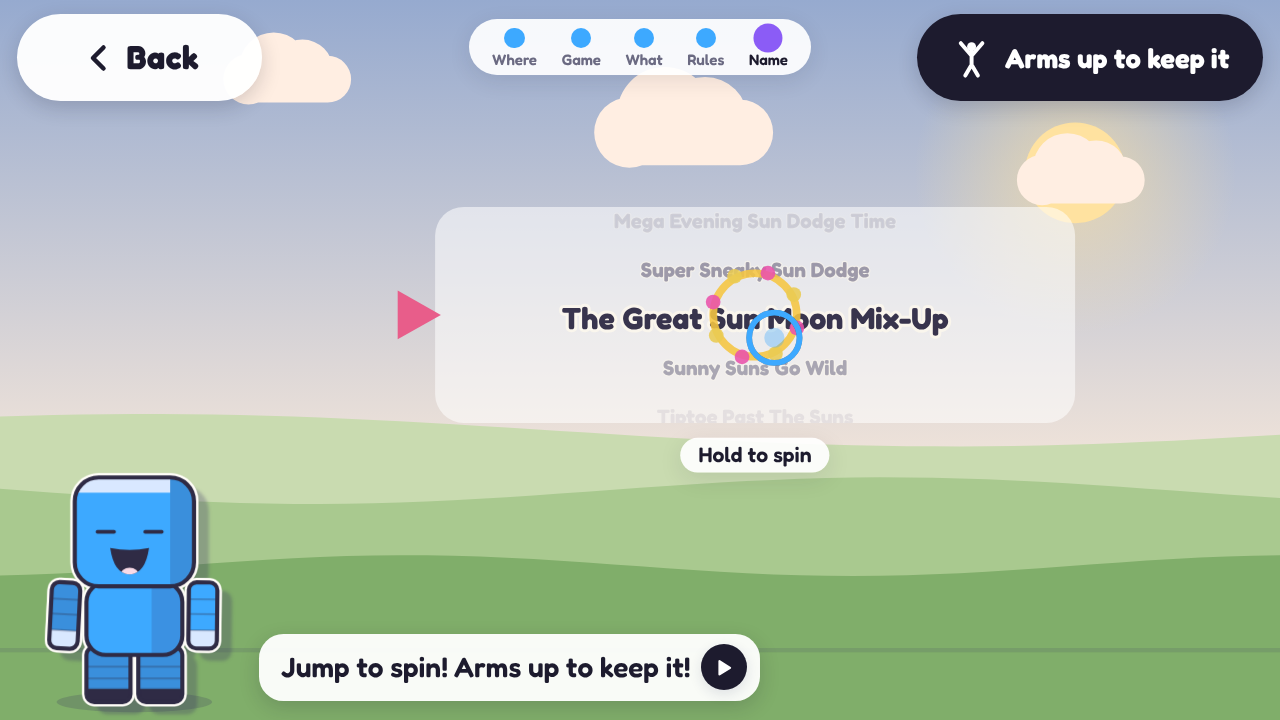 Back
Where
Game
What
Rules
Name
Arms up to keep it
Mega Evening Sun Dodge Time
Super Sneaky Sun Dodge
The Great Sun Moon Mix-Up
Sunny Suns Go Wild
Tiptoe Past The Suns
Hold to spin
Jump to spin! Arms up to keep it!